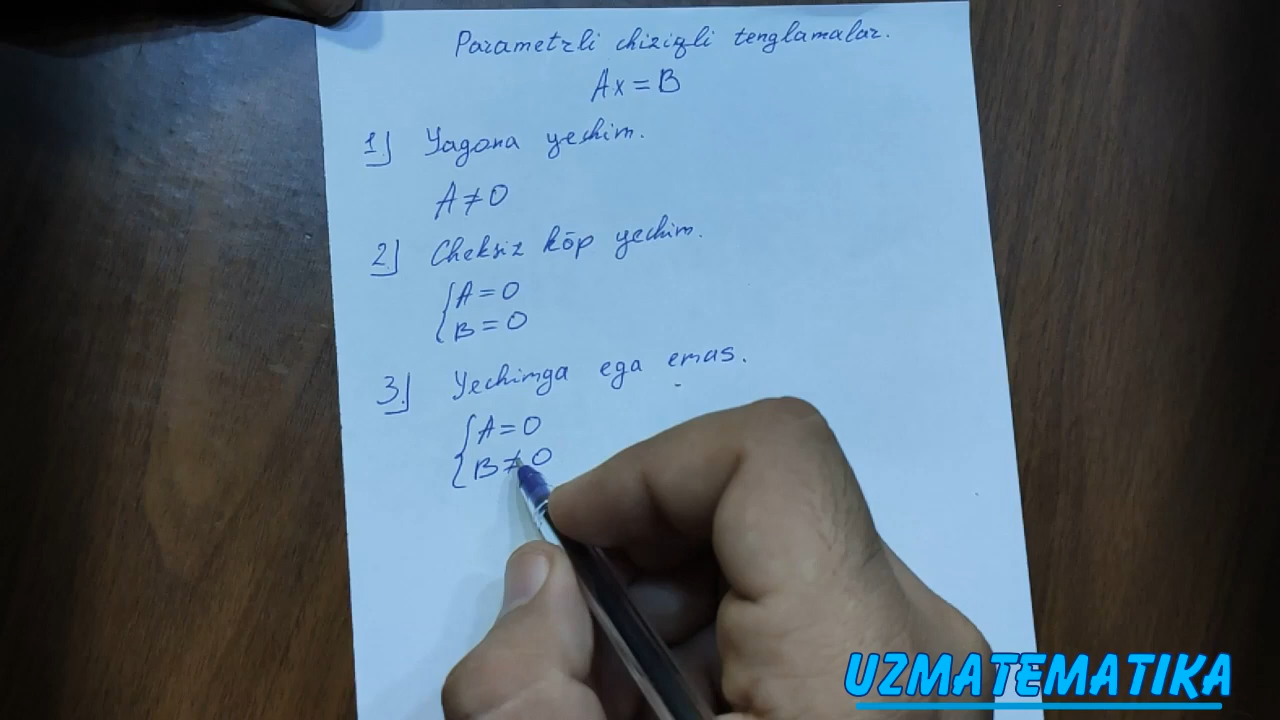 Parametrli chiziqli tenglamalar.
Ax = B
1) Yagona yechim.
A ≠ 0
2.) Cheksiz kōp yechim.
{ A = 0
B = 0
3.) Yechimga ega emas.
{ A = 0
B ≠ 0
UZMATEMATIKA